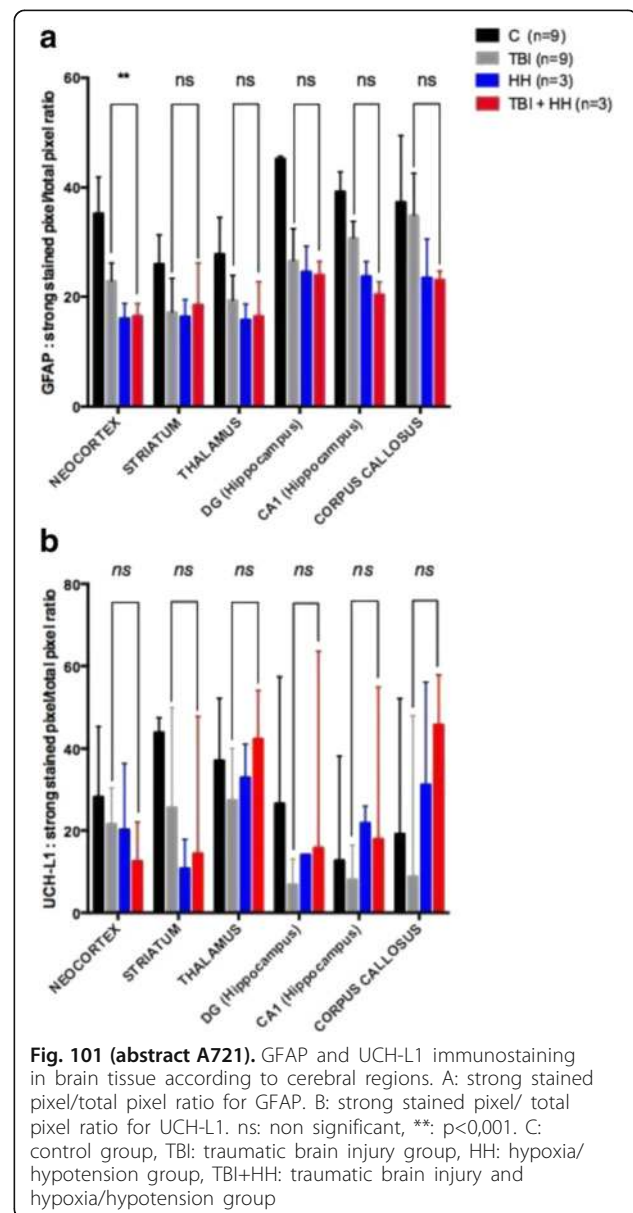 a
C (n=9)
TBI (n=9)
HH (n=3)
TBI + HH (n=3)
** ns ns ns ns ns
60
40
20
0
GFAP : strong stained pixel/total pixel ratio
NEOCORTEX
STRIATUM
THALAMUS
DG (Hippocampus)
CA1 (Hippocampus)
CORPUS CALLOSUS
b
ns ns ns ns ns ns
80
60
40
20
0
UCH-L1 : strong stained pixel/total pixel ratio
NEOCORTEX
STRIATUM
THALAMUS
DG (Hippocampus)
CA1 (Hippocampus)
CORPUS CALLOSUS
Fig. 101 (abstract A721). GFAP and UCH-L1 immunostaining
in brain tissue according to cerebral regions. A: strong stained
pixel/total pixel ratio for GFAP. B: strong stained pixel/ total
pixel ratio for UCH-L1. ns: non significant, **: p<0,001. C:
control group, TBI: traumatic brain injury group, HH: hypoxia/
hypotension group, TBI+HH: traumatic brain injury and
hypoxia/hypotension group